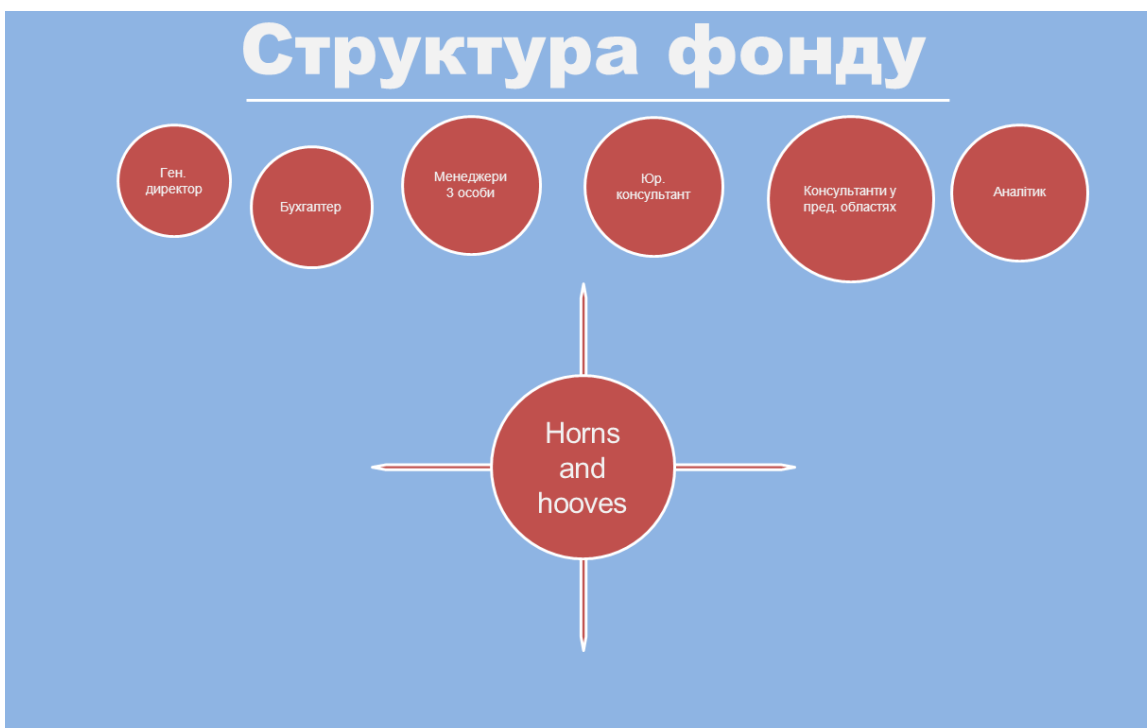 Структура фонду
Ген.
директор
Бухгалтер
Менеджери
3 особи
Юр.
консультант
Консультанти у
пред. областях
Аналітик
Horns
and
hooves